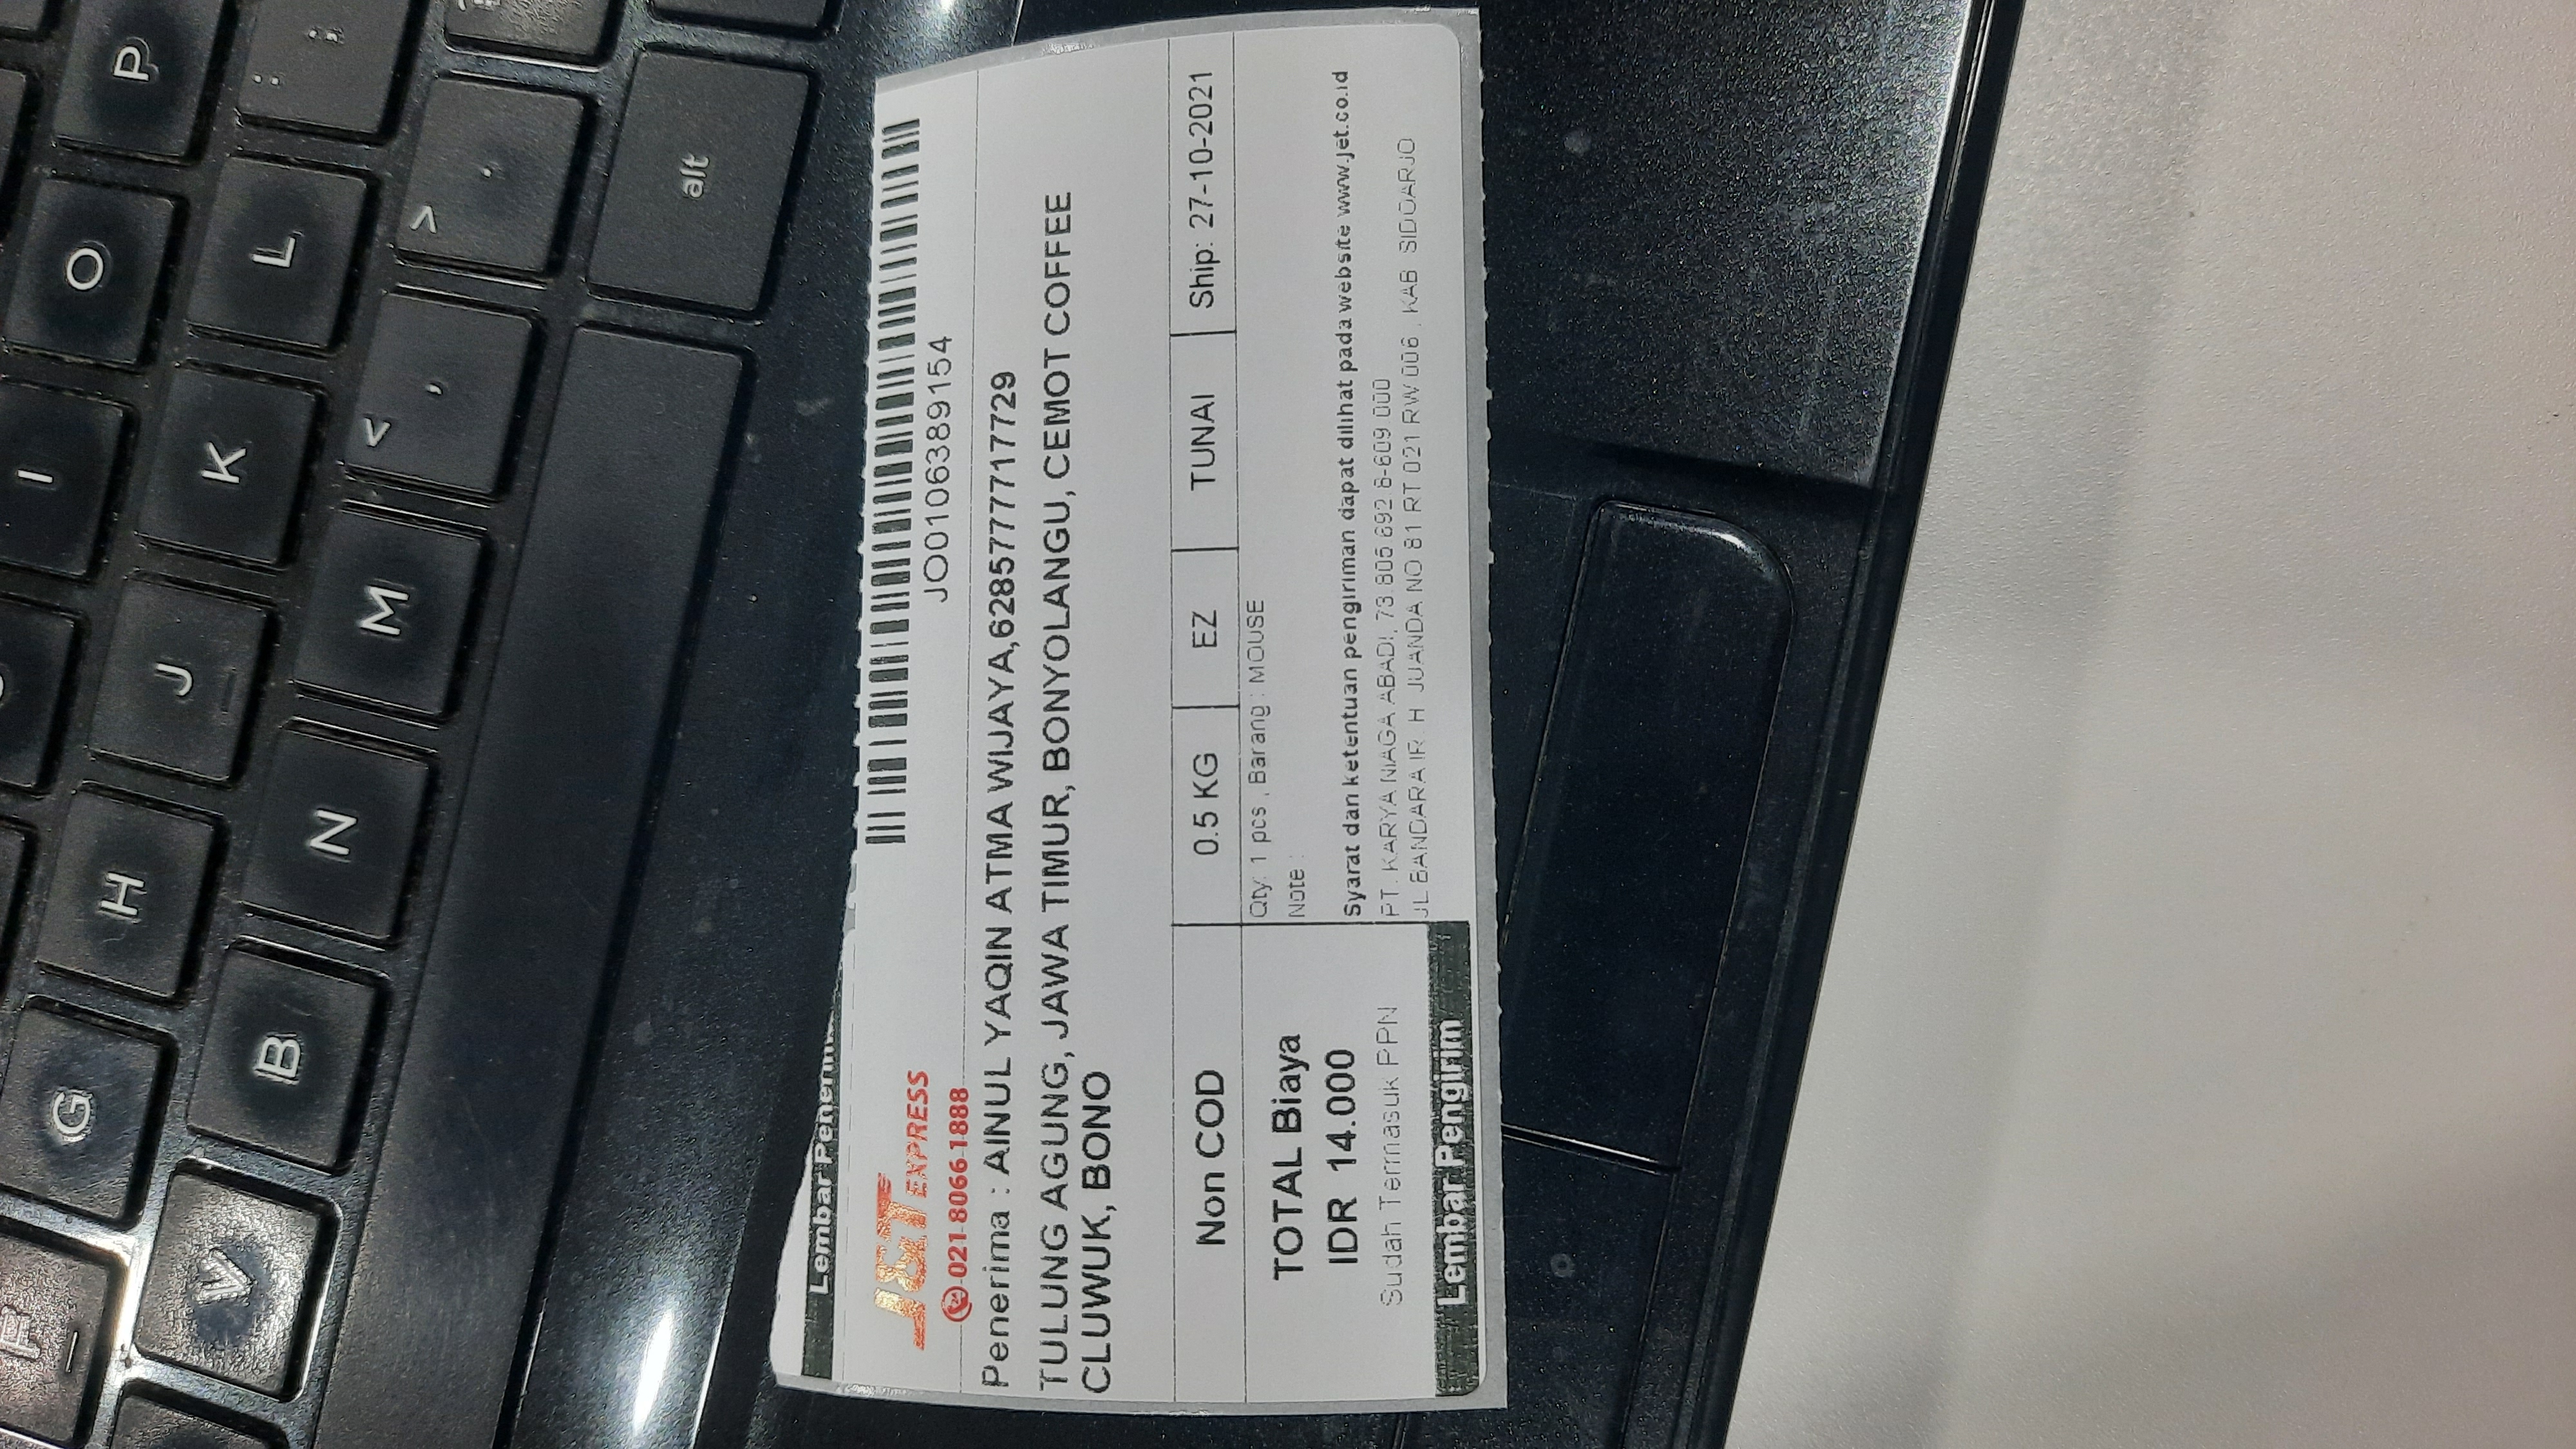 F
G
H
J
K
L
:
;
I
O
P
V
B
N
M
<
,
>
.
alt
Lembar Penerima
J&T EXPRESS
021 8066 1888
JO0106389154
Penerima : AINUL YAQIN ATMA WIJAYA,6285777717729
TULUNG AGUNG, JAWA TIMUR, BONYOLANGU, CEMOT COFFEE
CLUWUK, BONO
Non COD
0.5 KG
EZ
TUNAI
Ship: 27-10-2021
TOTAL Biaya
IDR 14.000
Sudah Termasuk PPN
Lembar Pengirim
Qty: 1 pcs , Barang : MOUSE
Note :
Syarat dan ketentuan pengiriman dapat dilihat pada website www.jet.co.id
PT. KARYA NIAGA ABADI, 73.805.692.8-609.000
JL BANDARA IR. H. JUANDA NO 81 RT 021 RW 006 , KAB. SIDOARJO